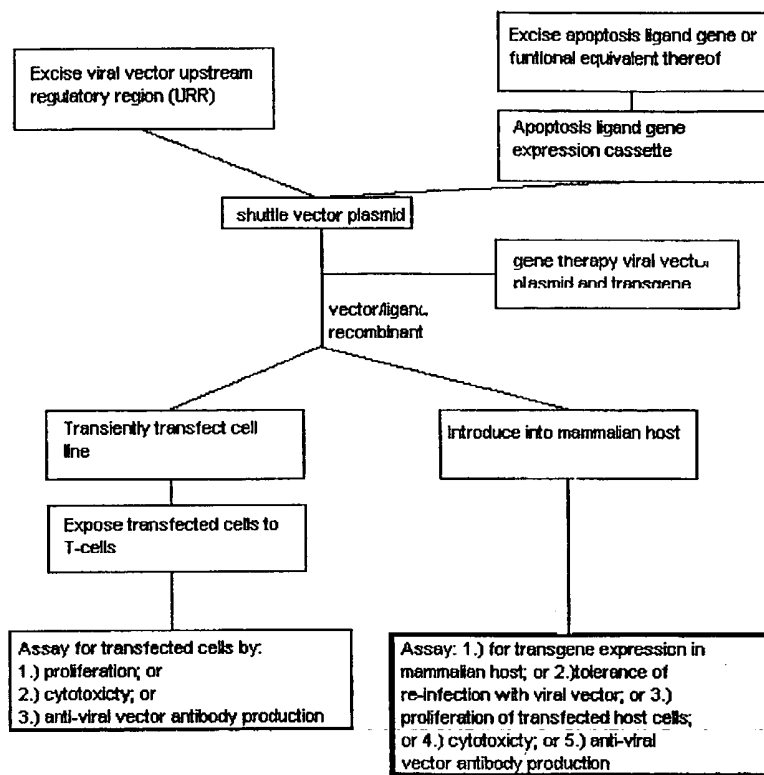 Excise apoptosis ligand gene or
funtional equivalent thereof
Excise viral vector upstream
regulatory region (URR)
Apoptosis ligand gene
expression cassette
shuttle vector plasmid
gene therapy viral vector
plasmid and transgene
vector/ligand
recombinant
Transiently transfect cell
line
Introduce into mammalian host
Expose transfected cells to
T-cells
Assay for transfected cells by:
1.) proliferation; or
2.) cytotoxicty; or
3.) anti-viral vector antibody production
Assay: 1.) for transgene expression in
mammalian host; or 2.)tolerance of
re-infection with viral vector; or 3.)
proliferation of transfected host cells;
or 4.) cytotoxicty; or 5.) anti-viral
vector antibody production